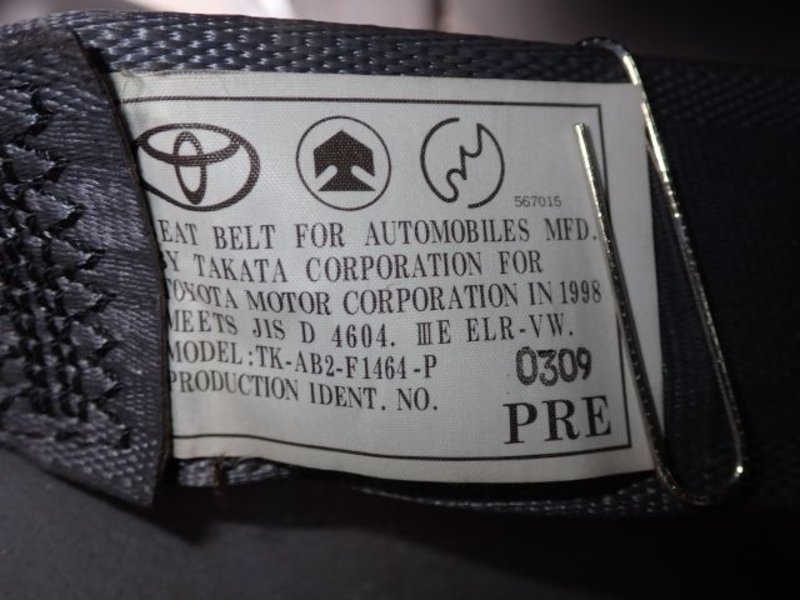 567015
EAT BELT FOR AUTOMOBILES MFD.
Y TAKATA CORPORATION FOR
TOYOTA MOTOR CORPORATION IN 1998
MEETS JIS D 4604. ⅢE ELR-VW.
MODEL:TK-AB2-F1464-P
0309
PRODUCTION IDENT. NO.
PRE